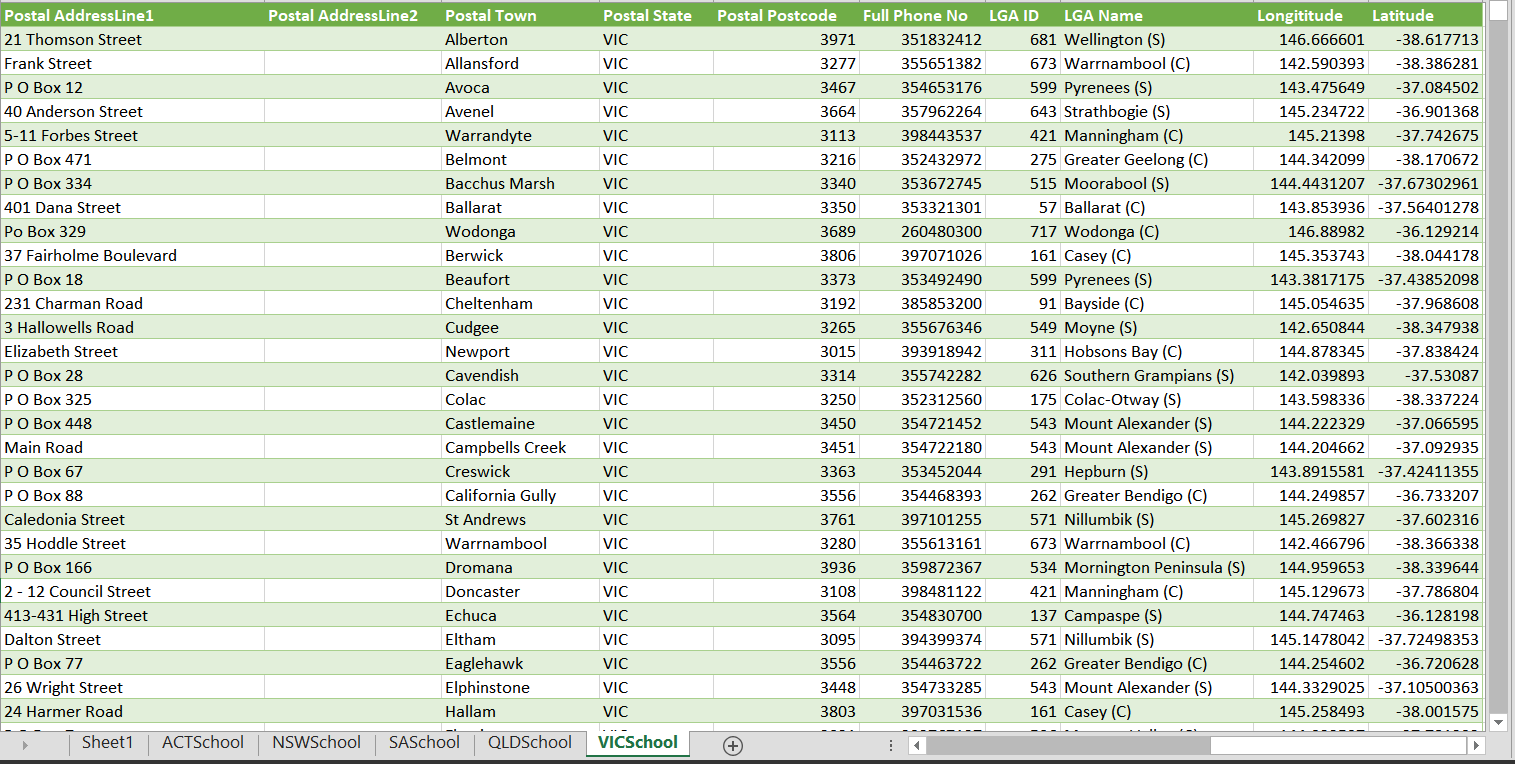 Postal AddressLine1 Postal AddressLine2 Postal Town Postal State Postal Postcode Full Phone No LGA ID LGA Name Longititude Latitude
21 Thomson Street Alberton VIC 3971 351832412 681 Wellington (S) 146.666601 -38.617713
Frank Street Allansford VIC 3277 355651382 673 Warrnambool (C) 142.590393 -38.386281
P O Box 12 Avoca VIC 3467 354653176 599 Pyrenees (S) 143.475649 -37.084502
40 Anderson Street Avenel VIC 3664 357962264 643 Strathbogie (S) 145.234722 -36.901368
5-11 Forbes Street Warrandyte VIC 3113 398443537 421 Manningham (C) 145.21398 -37.742675
P O Box 471 Belmont VIC 3216 352432972 275 Greater Geelong (C) 144.342099 -38.170672
P O Box 334 Bacchus Marsh VIC 3340 353672745 515 Moorabool (S) 144.4431207 -37.67302961
401 Dana Street Ballarat VIC 3350 353321301 57 Ballarat (C) 143.853936 -37.56401278
Po Box 329 Wodonga VIC 3689 260480300 717 Wodonga (C) 146.88982 -36.129214
37 Fairholme Boulevard Berwick VIC 3806 397071026 161 Casey (C) 145.353743 -38.044178
P O Box 18 Beaufort VIC 3373 353492490 599 Pyrenees (S) 143.3817175 -37.43852098
231 Charman Road Cheltenham VIC 3192 385853200 91 Bayside (C) 145.054635 -37.968608
3 Hallowells Road Cudgee VIC 3265 355676346 549 Moyne (S) 142.650844 -38.347938
Elizabeth Street Newport VIC 3015 393918942 311 Hobsons Bay (C) 144.878345 -37.838424
P O Box 28 Cavendish VIC 3314 355742282 626 Southern Grampians (S) 142.039893 -37.53087
P O Box 325 Colac VIC 3250 352312560 175 Colac-Otway (S) 143.598336 -38.337224
P O Box 448 Castlemaine VIC 3450 354721452 543 Mount Alexander (S) 144.222329 -37.066595
Main Road Campbells Creek VIC 3451 354722180 543 Mount Alexander (S) 144.204662 -37.092935
P O Box 67 Creswick VIC 3363 353452044 291 Hepburn (S) 143.8915581 -37.42411355
P O Box 88 California Gully VIC 3556 354468393 262 Greater Bendigo (C) 144.249857 -36.733207
Caledonia Street St Andrews VIC 3761 397101255 571 Nillumbik (S) 145.269827 -37.602316
35 Hoddle Street Warrnambool VIC 3280 355613161 673 Warrnambool (C) 142.466796 -38.366338
P O Box 166 Dromana VIC 3936 359872367 534 Mornington Peninsula (S) 144.959653 -38.339644
2 - 12 Council Street Doncaster VIC 3108 398481122 421 Manningham (C) 145.129673 -37.786804
413-431 High Street Echuca VIC 3564 354830700 137 Campaspe (S) 144.747463 -36.128198
Dalton Street Eltham VIC 3095 394399374 571 Nillumbik (S) 145.1478042 -37.72498353
P O Box 77 Eaglehawk VIC 3556 354463722 262 Greater Bendigo (C) 144.254602 -36.720628
26 Wright Street Elphinstone VIC 3448 354733285 543 Mount Alexander (S) 144.3329025 -37.10500363
24 Harmer Road Hallam VIC 3803 397031536 161 Casey (C) 145.258493 -38.001575
Sheet1 ACTSchool NSWSchool SASchool QLDSchool VICSchool